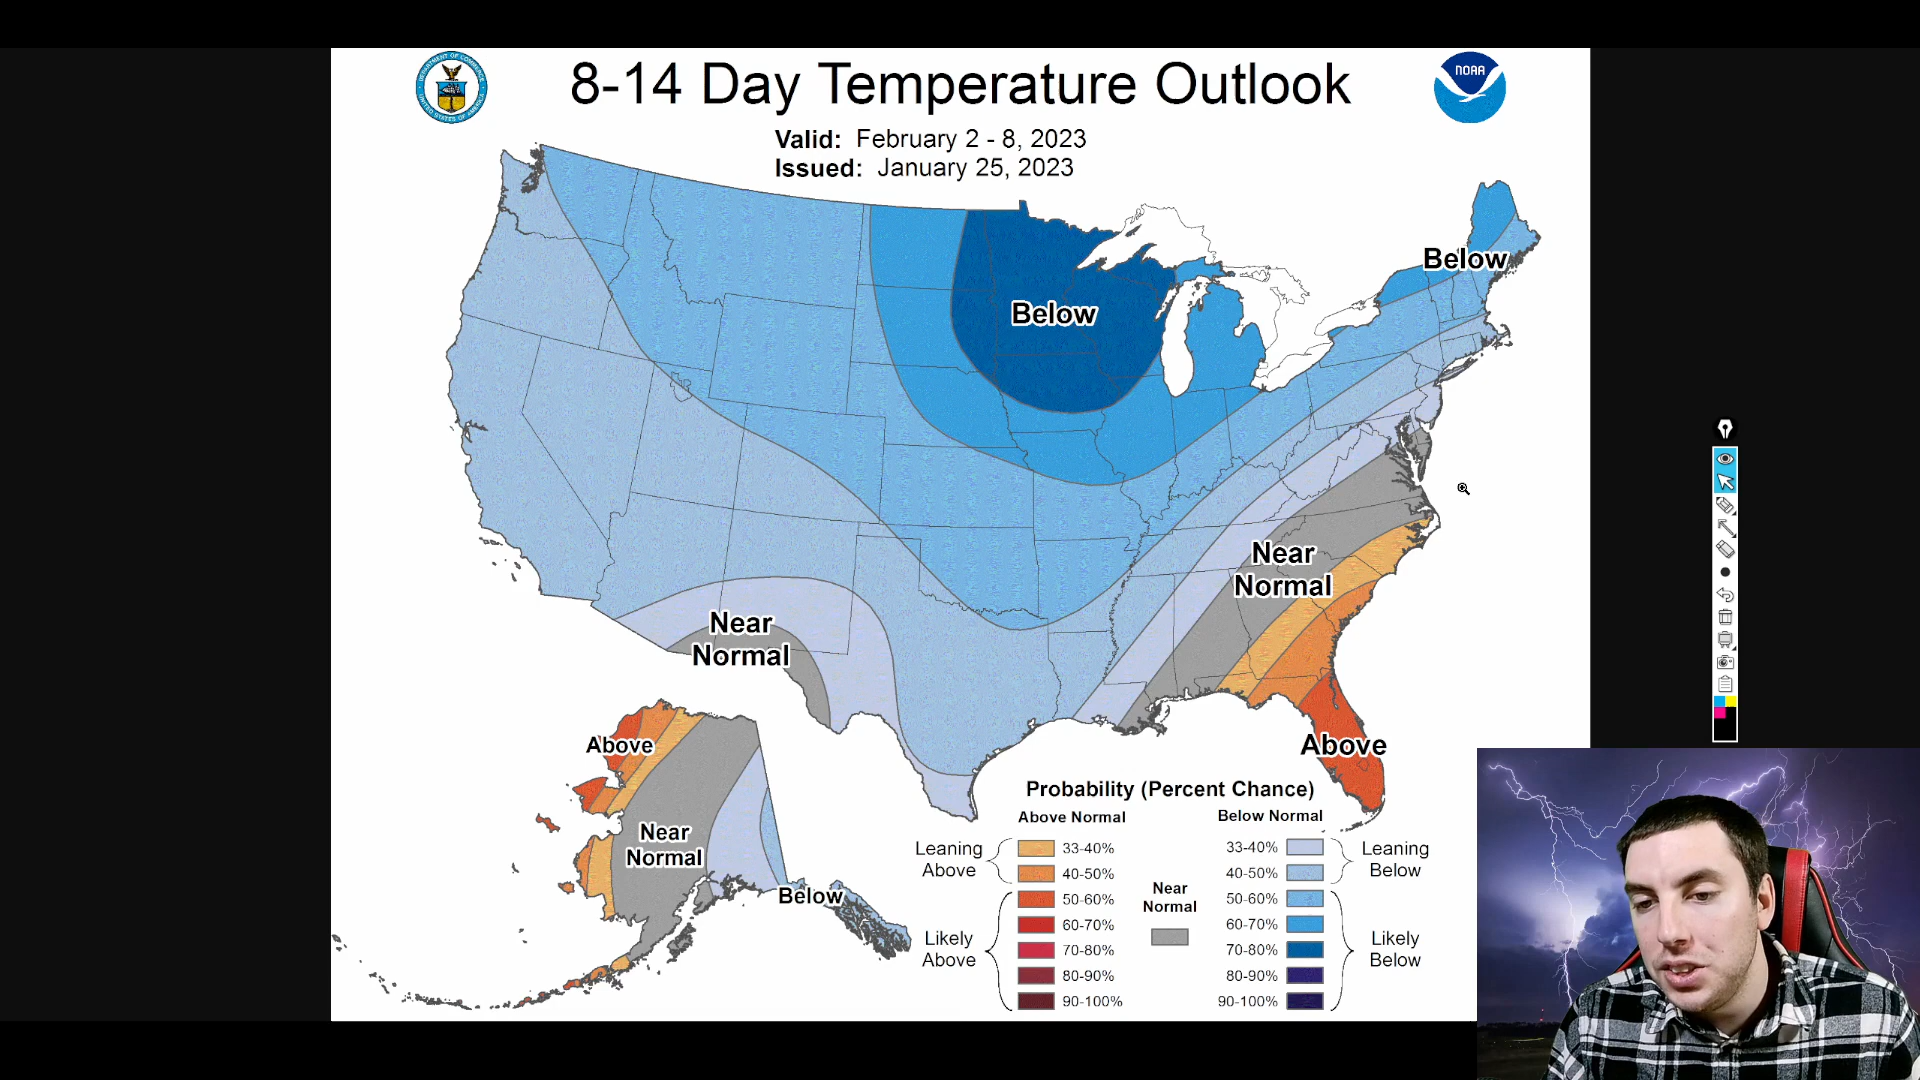 8-14 Day Temperature Outlook
NOAA
Valid: February 2 - 8, 2023
Issued: January 25, 2023
Below
Below
Near
Normal
Near
Normal
Above
Above
Near
Normal
Below
Probability (Percent Chance)
Above Normal
Below Normal
Leaning
Above
33-40%
40-50%
Likely
Above
50-60%
60-70%
70-80%
80-90%
90-100%
Near
Normal
33-40%
40-50%
Leaning
Below
50-60%
60-70%
70-80%
80-90%
90-100%
Likely
Below